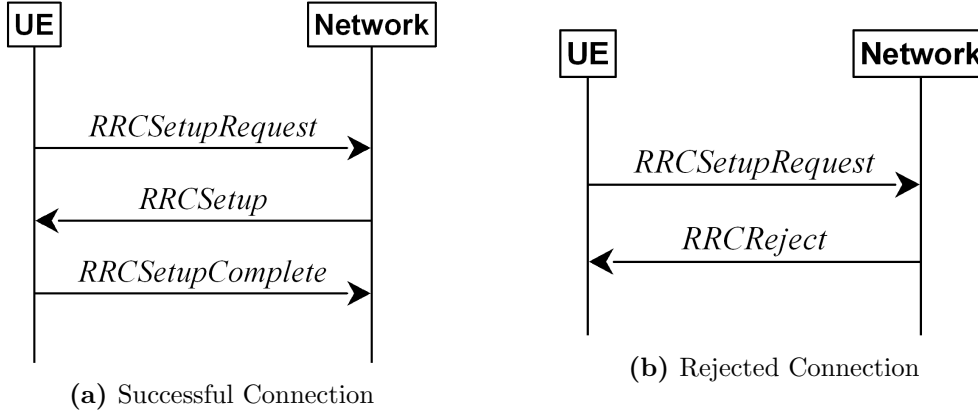 UE Network
RRCSetupRequest
RRCSetup
RRCSetupComplete
(a) Successful Connection
UE Network
RRCSetupRequest
RRCReject
(b) Rejected Connection